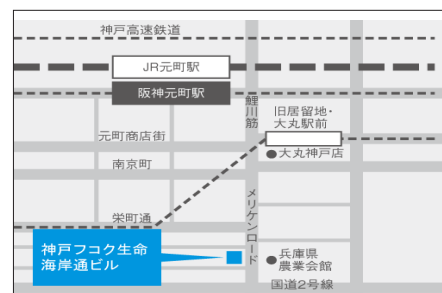 神戸高速鉄道
JR元町駅
阪神元町駅
鯉川筋
旧居留地・
大丸駅前
元町商店街
大丸神戸店
南京町
メリケンロード
栄町通
神戸フコク生命
海岸通ビル
兵庫県
農業会館
国道2号線